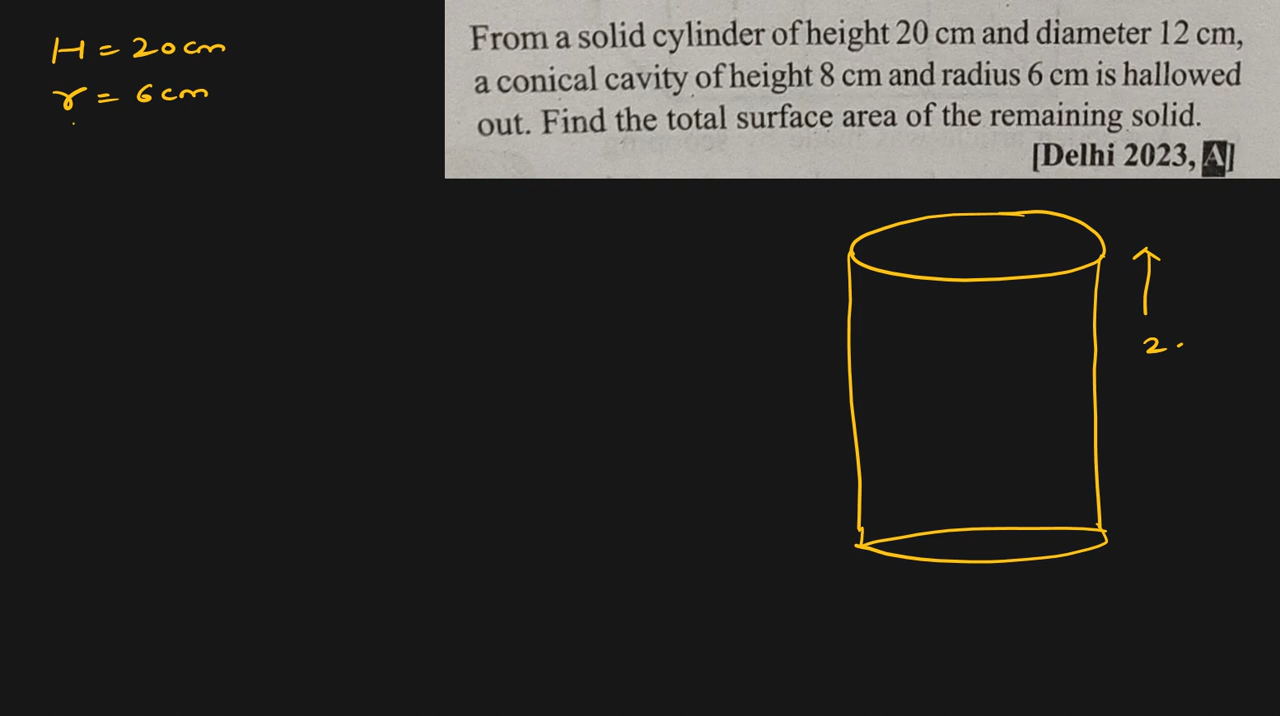 H = 20 cm
r = 6 cm
From a solid cylinder of height 20 cm and diameter 12 cm,
a conical cavity of height 8 cm and radius 6 cm is hallowed
out. Find the total surface area of the remaining solid.
[Delhi 2023, A]
2